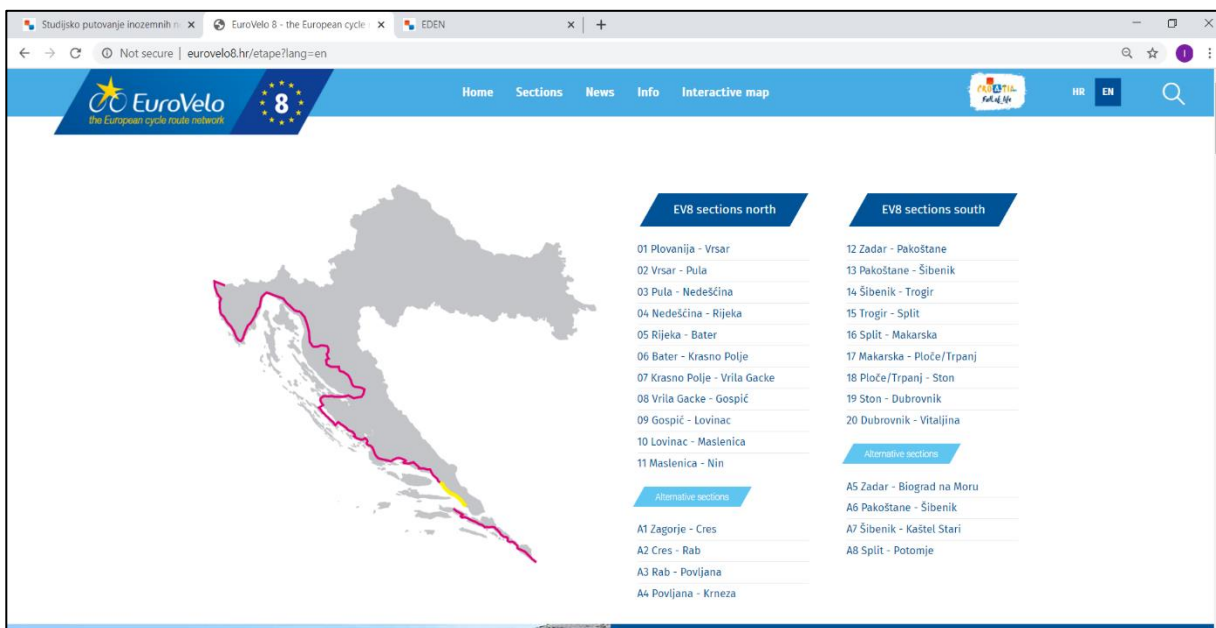 Studijsko putovanje inozemnih n
EuroVelo 8 - the European cycle
EDEN
Not secure | eurovelo8.hr/etape?lang=en
I
EuroVelo
the European cycle route network
8
Home Sections News Info Interactive map
CROATIA
Full of life
HR EN
EV8 sections north
01 Plovanija - Vrsar
02 Vrsar - Pula
03 Pula - Nedešćina
04 Nedešćina - Rijeka
05 Rijeka - Bater
06 Bater - Krasno Polje
07 Krasno Polje - Vrila Gacke
08 Vrila Gacke - Gospić
09 Gospić - Lovinac
10 Lovinac - Maslenica
11 Maslenica - Nin
Alternative sections
A1 Zagorje - Cres
A2 Cres - Rab
A3 Rab - Povljana
A4 Povljana - Krneza
EV8 sections south
12 Zadar - Pakoštane
13 Pakoštane - Šibenik
14 Šibenik - Trogir
15 Trogir - Split
16 Split - Makarska
17 Makarska - Ploče/Trpanj
18 Ploče/Trpanj - Ston
19 Ston - Dubrovnik
20 Dubrovnik - Vitaljina
Alternative sections
A5 Zadar - Biograd na Moru
A6 Pakoštane - Šibenik
A7 Šibenik - Kaštel Stari
A8 Split - Potomje